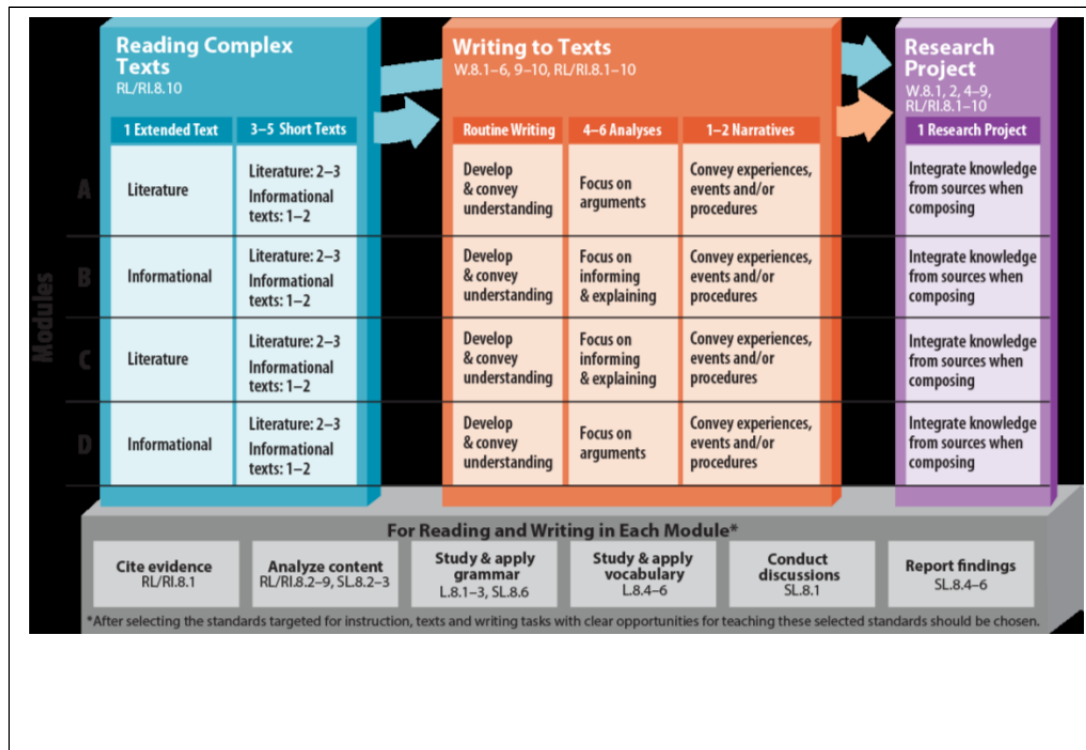 Reading Complex
Texts
RL/RI.8.10
Writing to Texts
W.8.1–6, 9–10, RL/RI.8.1–10
Research
Project
W.8.1, 2, 4–9,
RL/RI.8.1–10
1 Extended Text
3–5 Short Texts
Routine Writing
4–6 Analyses
1–2 Narratives
1 Research Project
Modules
A
Literature
Literature: 2–3
Informational
texts: 1–2
Develop
& convey
understanding
Focus on
arguments
Convey experiences,
events and/or
procedures
Integrate knowledge
from sources when
composing
B
Informational
Literature: 2–3
Informational
texts: 1–2
Develop
& convey
understanding
Focus on
informing
& explaining
Convey experiences,
events and/or
procedures
Integrate knowledge
from sources when
composing
C
Literature
Literature: 2–3
Informational
texts: 1–2
Develop
& convey
understanding
Focus on
informing
& explaining
Convey experiences,
events and/or
procedures
Integrate knowledge
from sources when
composing
D
Informational
Literature: 2–3
Informational
texts: 1–2
Develop
& convey
understanding
Focus on
arguments
Convey experiences,
events and/or
procedures
Integrate knowledge
from sources when
composing
For Reading and Writing in Each Module*
Cite evidence
RL/RI.8.1
Analyze content
RL/RI.8.2–9, SL.8.2–3
Study & apply
grammar
L.8.1–3, SL.8.6
Study & apply
vocabulary
L.8.4–6
Conduct
discussions
SL.8.1
Report findings
SL.8.4–6
*After selecting the standards targeted for instruction, texts and writing tasks with clear opportunities for teaching these selected standards should be chosen.